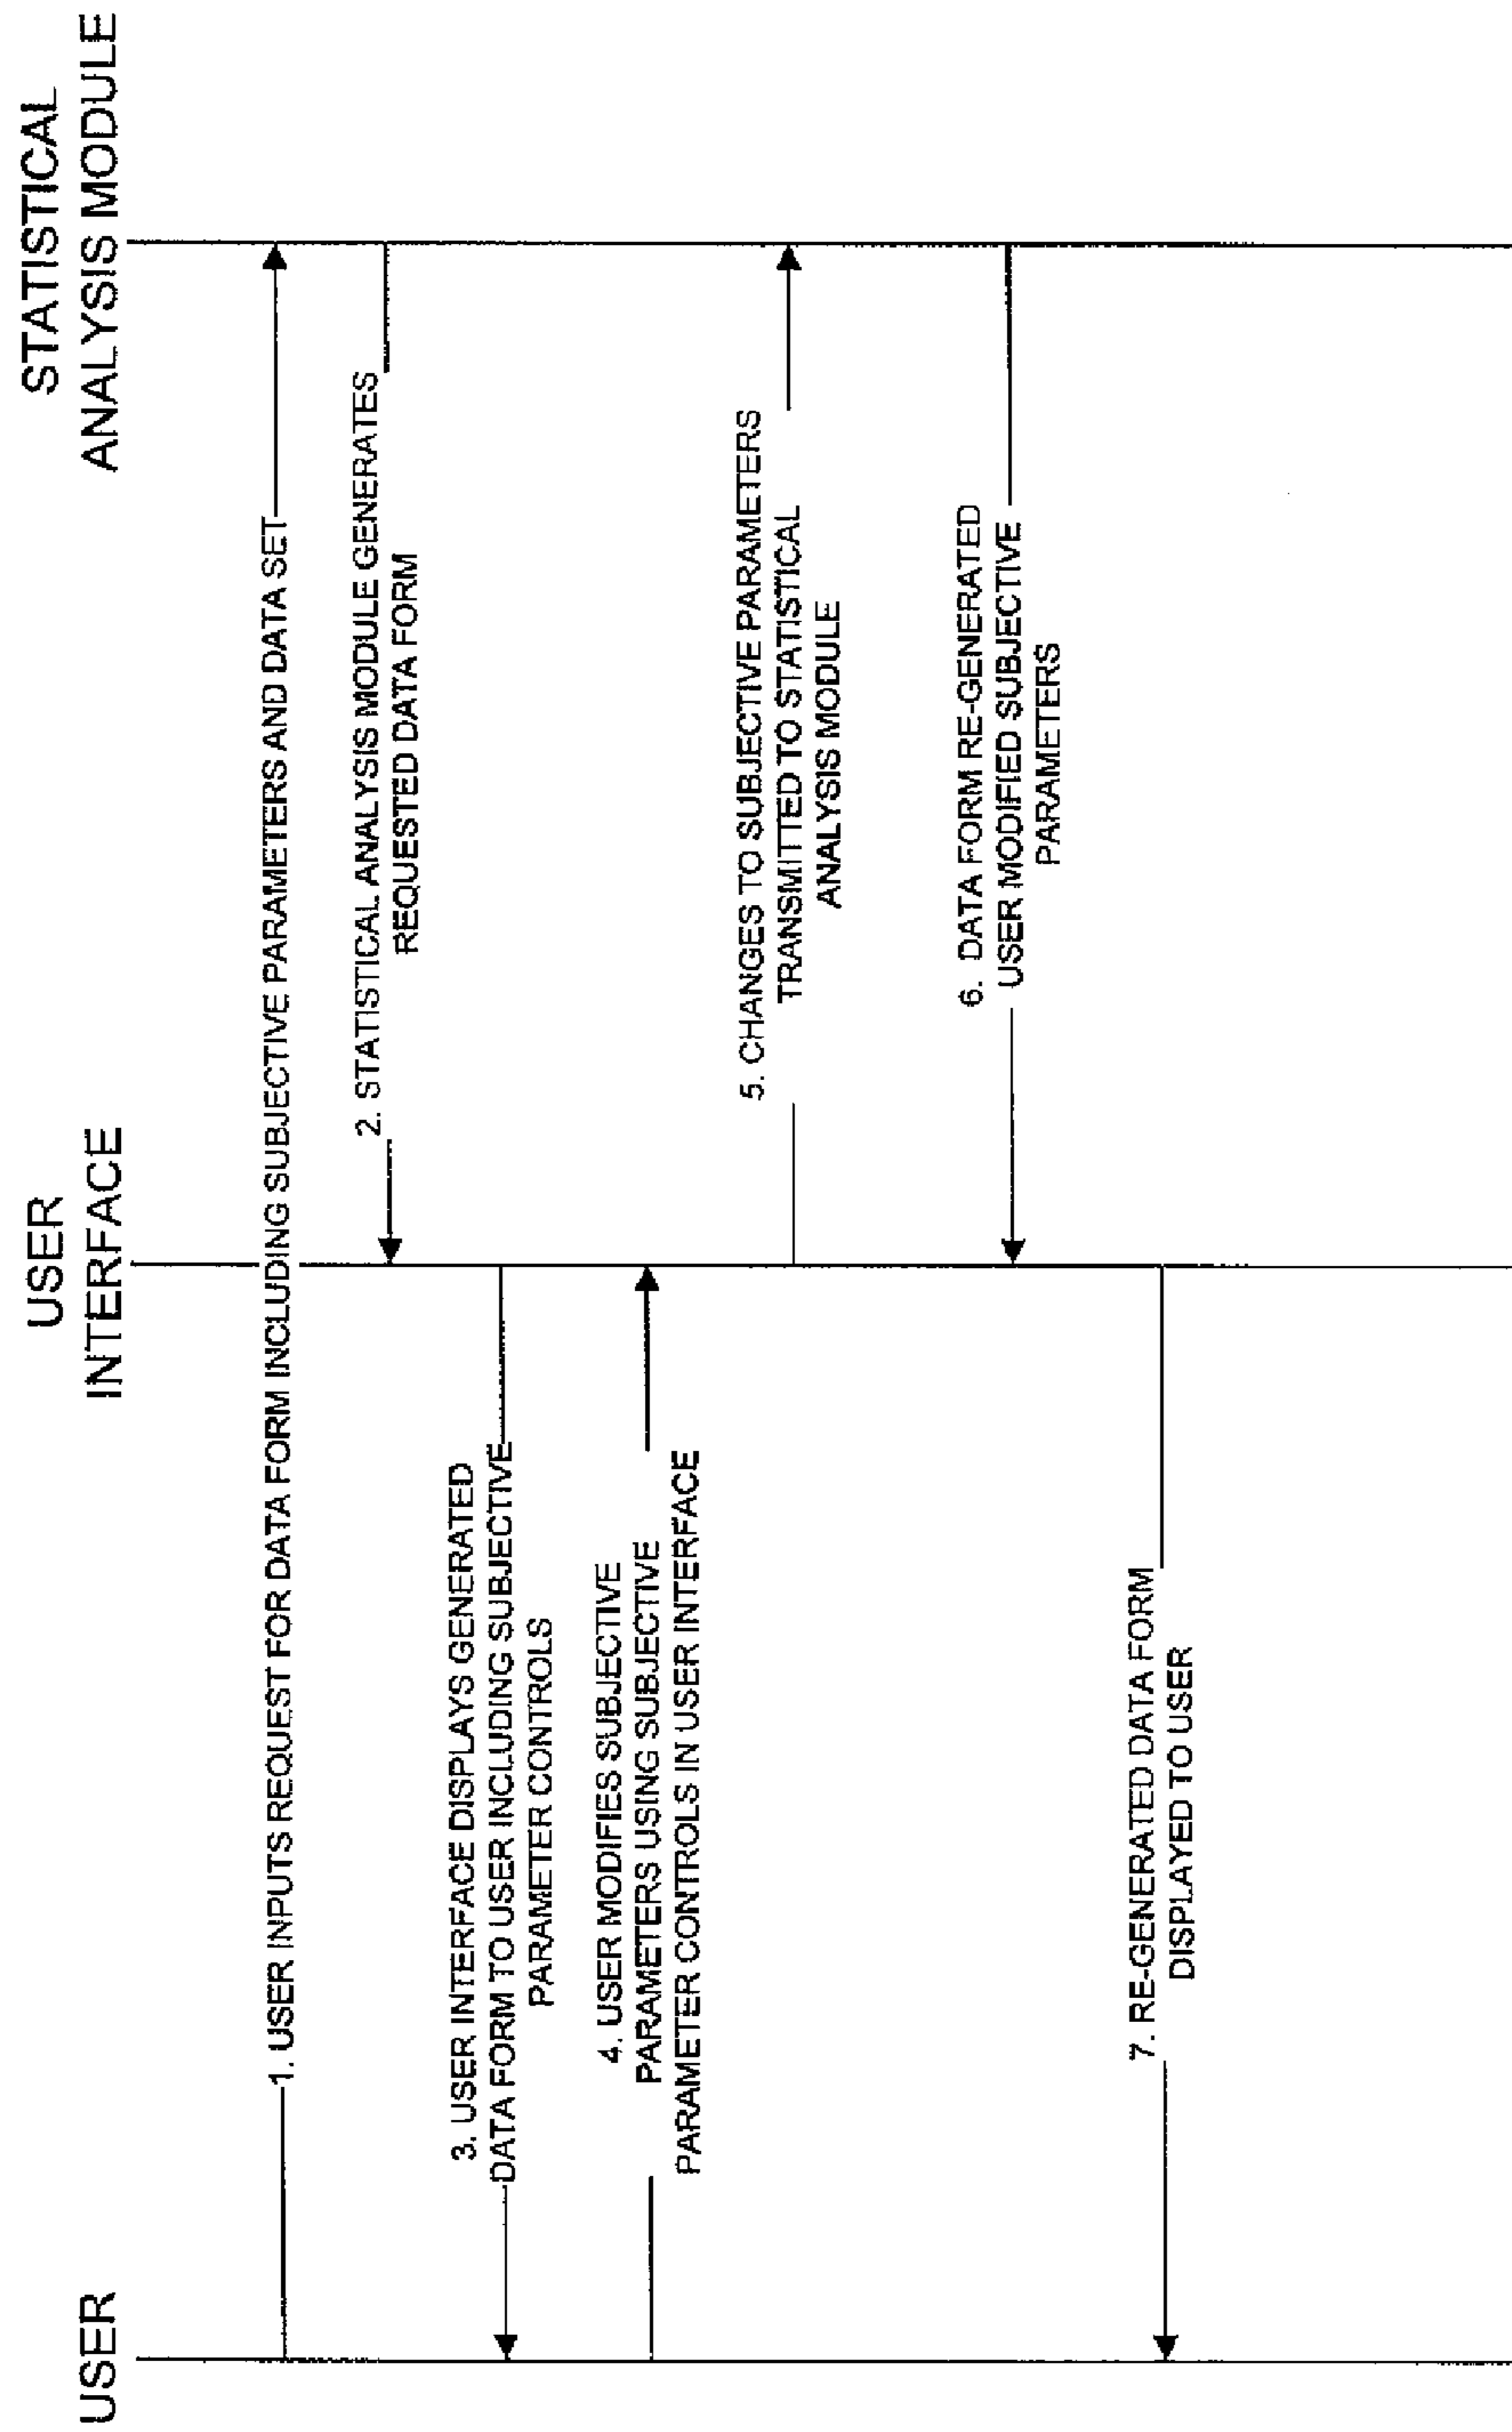 USER
USER
INTERFACE
STATISTICAL
ANALYSIS MODULE
1. USER INPUTS REQUEST FOR DATA FORM INCLUDING SUBJECTIVE PARAMETERS AND DATA SET
2. STATISTICAL ANALYSIS MODULE GENERATES
REQUESTED DATA FORM
3. USER INTERFACE DISPLAYS GENERATED
DATA FORM TO USER INCLUDING SUBJECTIVE
PARAMETER CONTROLS
4. USER MODIFIES SUBJECTIVE
PARAMETERS USING SUBJECTIVE
PARAMETER CONTROLS IN USER INTERFACE
5. CHANGES TO SUBJECTIVE PARAMETERS
TRANSMITTED TO STATISTICAL
ANALYSIS MODULE
6. DATA FORM RE-GENERATED
USER MODIFIED SUBJECTIVE
PARAMETERS
7. RE-GENERATED DATA FORM
DISPLAYED TO USER